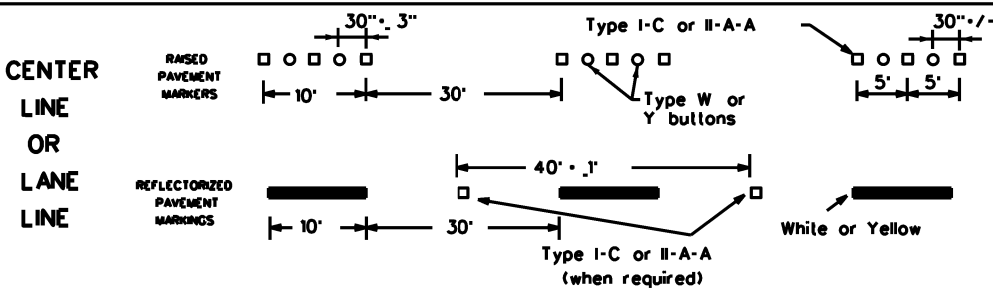 30"·_ 3"
Type I-C or II-A-A
30"·/-
CENTER
LINE
OR
LANE
LINE
RAISED
PAVEMENT
MARKERS
10'
30'
Type W or
Y buttons
5'
5'
40'·_1'
REFLECTORIZED
PAVEMENT
MARKINGS
10'
30'
Type I-C or II-A-A
(when required)
White or Yellow